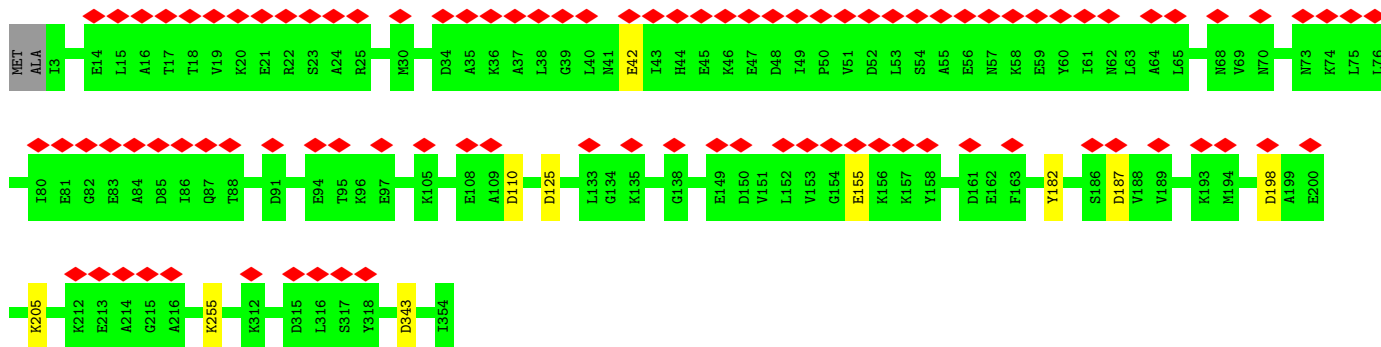 MET ALA I3 E14 L15 A16 T17 T18 V19 K20 E21 R22 S23 A24 R25 M30 D34 A35 K36 A37 L38 G39 L40 N41 E42 I43 H44 E45 K46 E47 D48 I49 P50 V51 D52 L53 S54 A55 E56 N57 K58 E59 Y60 I61 N62 L63 A64 L65 N68 V69 N70 N73 K74 L75 I76
I80 E81 G82 E83 A84 D85 I86 Q87 T88 D91 E94 T95 K96 E97 K105 E108 A109 D110 D125 L133 G134 K135 G138 E149 D150 V151 L152 V153 G154 E155 K156 K157 Y158 D161 E162 F163 Y182 S186 D187 V188 V189 K193 M194 D198 A199 E200
K205 K212 E213 A214 G215 A216 K255 K312 D315 L316 S317 Y318 D343 I354